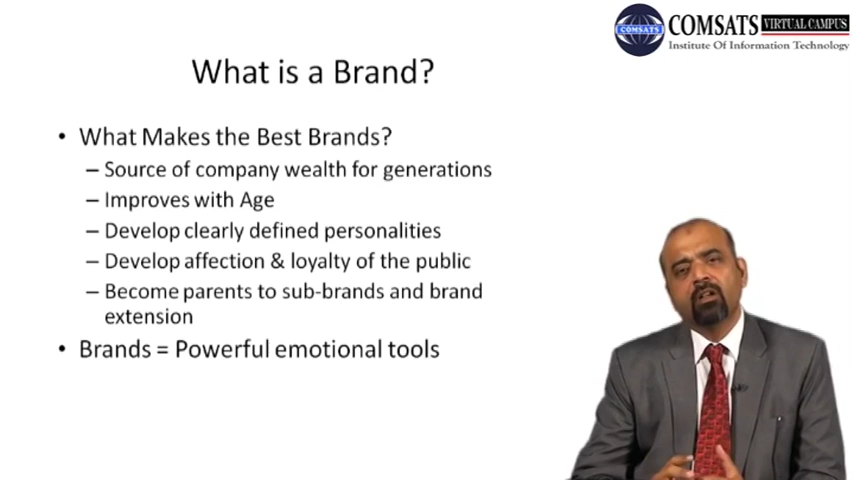 COMSATS VIRTUAL CAMPUS
COMSATS
Institute Of Information Technology
What is a Brand?
• What Makes the Best Brands?
– Source of company wealth for generations
– Improves with Age
– Develop clearly defined personalities
– Develop affection & loyalty of the public
– Become parents to sub-brands and brand
extension
• Brands = Powerful emotional tools